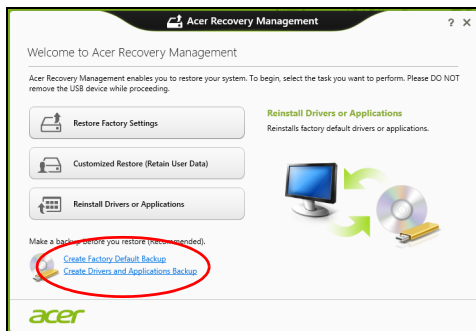 Acer Recovery Management
?
Welcome to Acer Recovery Management
Acer Recovery Management enables you to restore your system. To begin, select the task you want to perform. Please DO NOT
remove the USB device while proceeding.
Restore Factory Settings
Customized Restore (Retain User Data)
Reinstall Drivers or Applications
Reinstall Drivers or Applications
Reinstalls factory default drivers or applications.
Make a backup before you restore (Recommended).
Create Factory Default Backup
Create Drivers and Applications Backup
acer